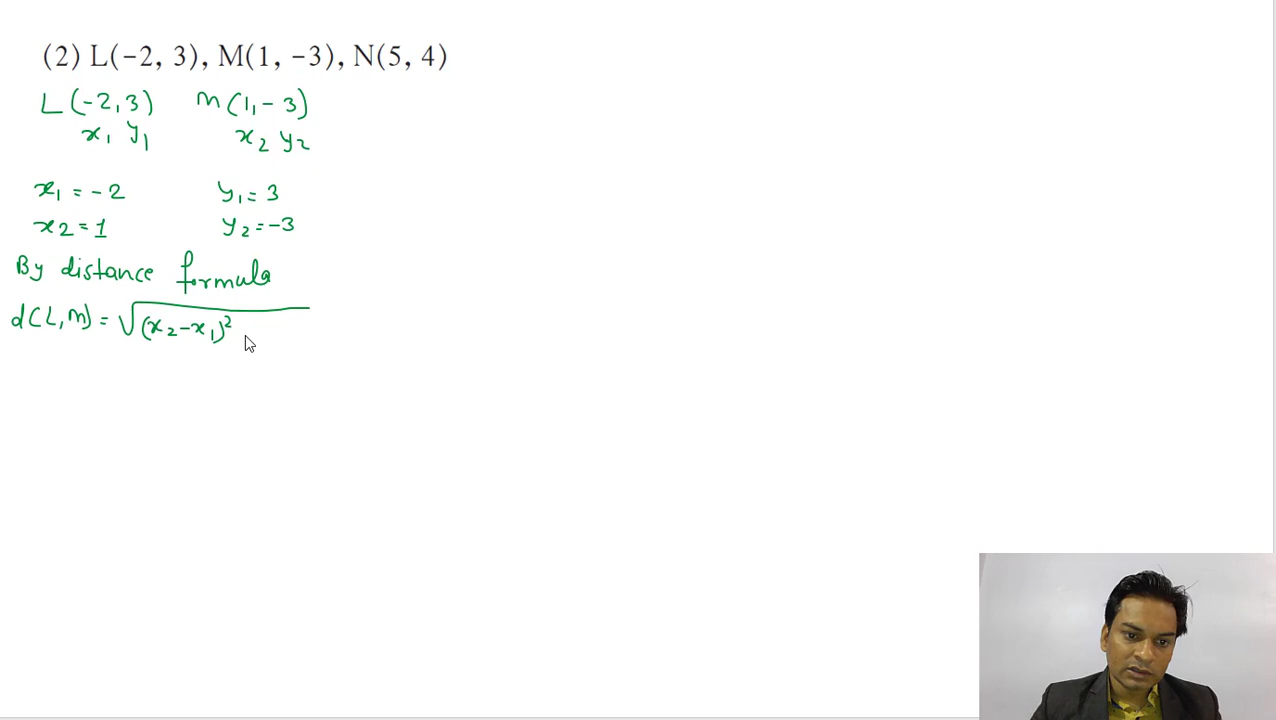 (2) L(-2, 3), M(1, -3), N(5, 4)
L(-2, 3) M(1, -3)
x₁ y₁ x₂ y₂
x₁ = -2 y₁ = 3
x₂ = 1 y₂ = -3
By distance formula
d(L, M) = √(x₂-x₁)²